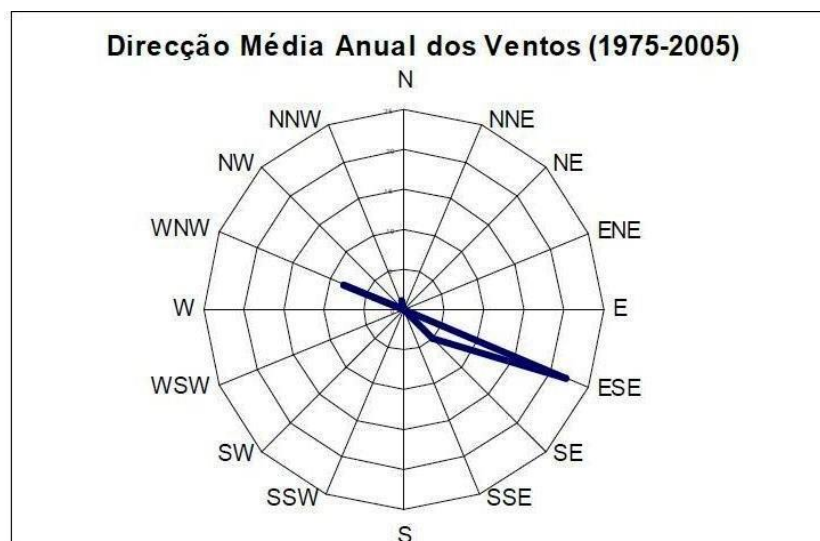 Direcção Média Anual dos Ventos (1975-2005)
N
NNW
NNE
NW
NE
WNW
ENE
W
E
WSW
ESE
SW
SE
SSW
SSE
S